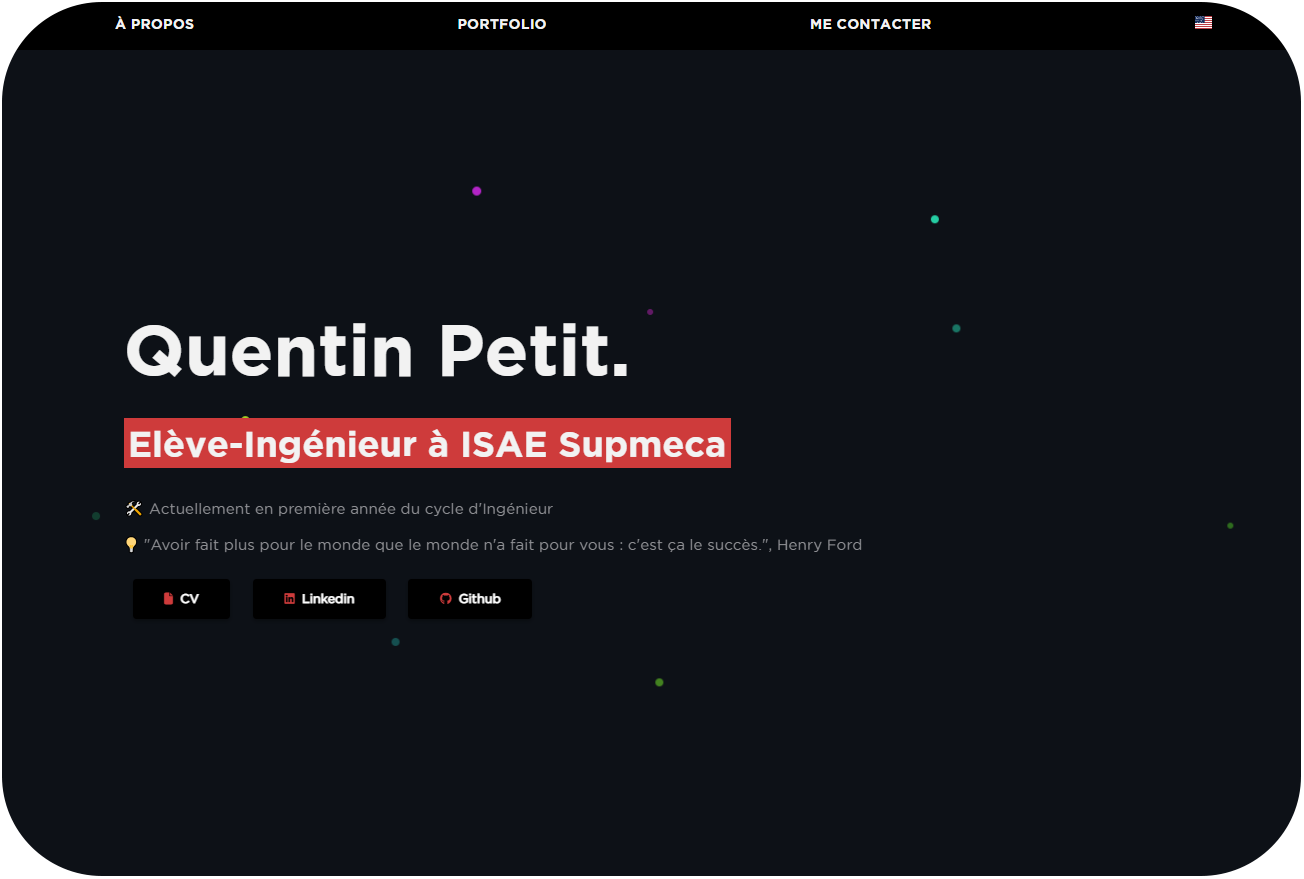 À PROPOS
PORTFOLIO
ME CONTACTER
Quentin Petit.
Elève-Ingénieur à ISAE Supmeca
Actuellement en première année du cycle d'Ingénieur
"Avoir fait plus pour le monde que le monde n'a fait pour vous : c'est ça le succès.", Henry Ford
CV
Linkedin
Github